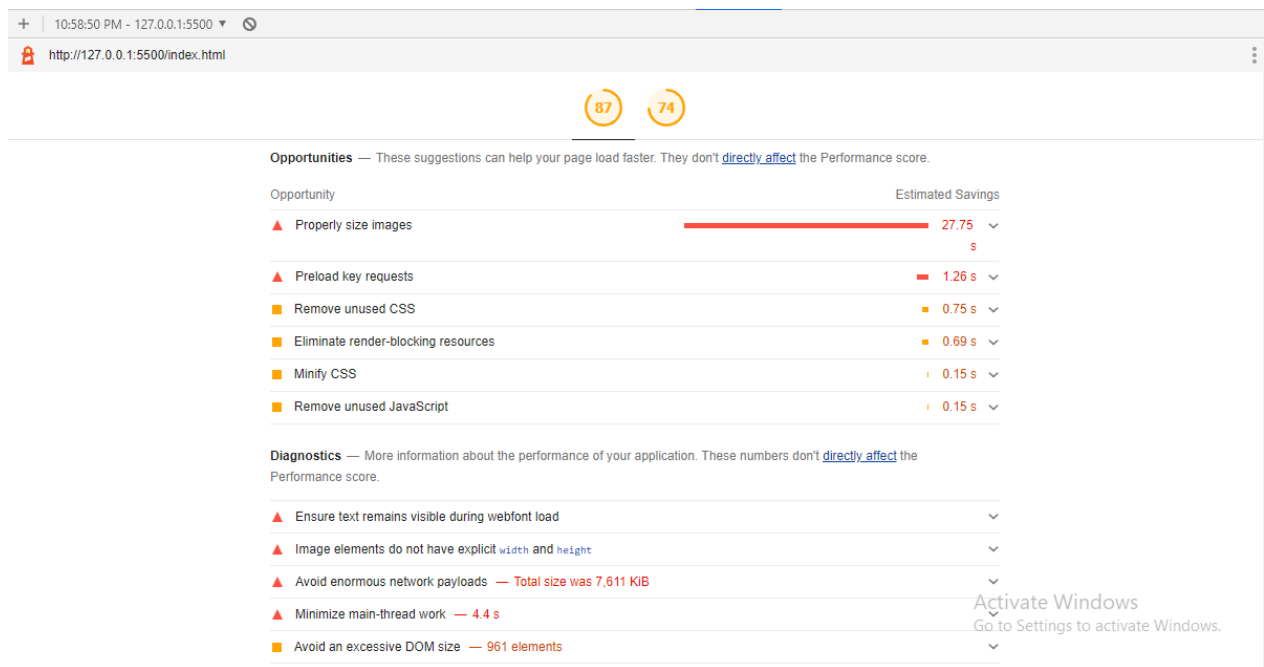 10:58:50 PM - 127.0.0.1:5500
http://127.0.0.1:5500/index.html
87 74
Opportunities — These suggestions can help your page load faster. They don't directly affect the Performance score.
Opportunity Estimated Savings
Properly size images 27.75 s
Preload key requests 1.26 s
Remove unused CSS 0.75 s
Eliminate render-blocking resources 0.69 s
Minify CSS 0.15 s
Remove unused JavaScript 0.15 s
Diagnostics — More information about the performance of your application. These numbers don't directly affect the
Performance score.
Ensure text remains visible during webfont load
Image elements do not have explicit width and height
Avoid enormous network payloads — Total size was 7,611 KiB
Minimize main-thread work — 4.4 s
Avoid an excessive DOM size — 961 elements
Activate Windows
Go to Settings to activate Windows.